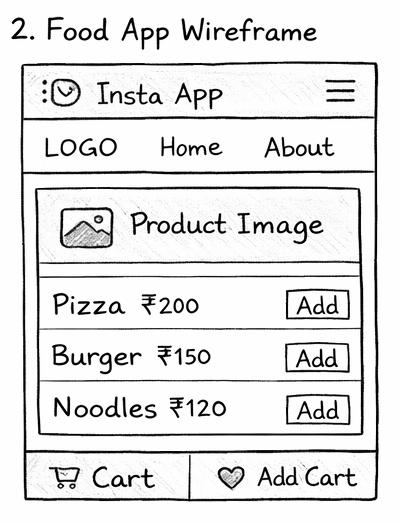 2. Food App Wireframe
Insta App
LOGO Home About
Product Image
Pizza ₹200 Add
Burger ₹150 Add
Noodles ₹120 Add
Cart Add Cart